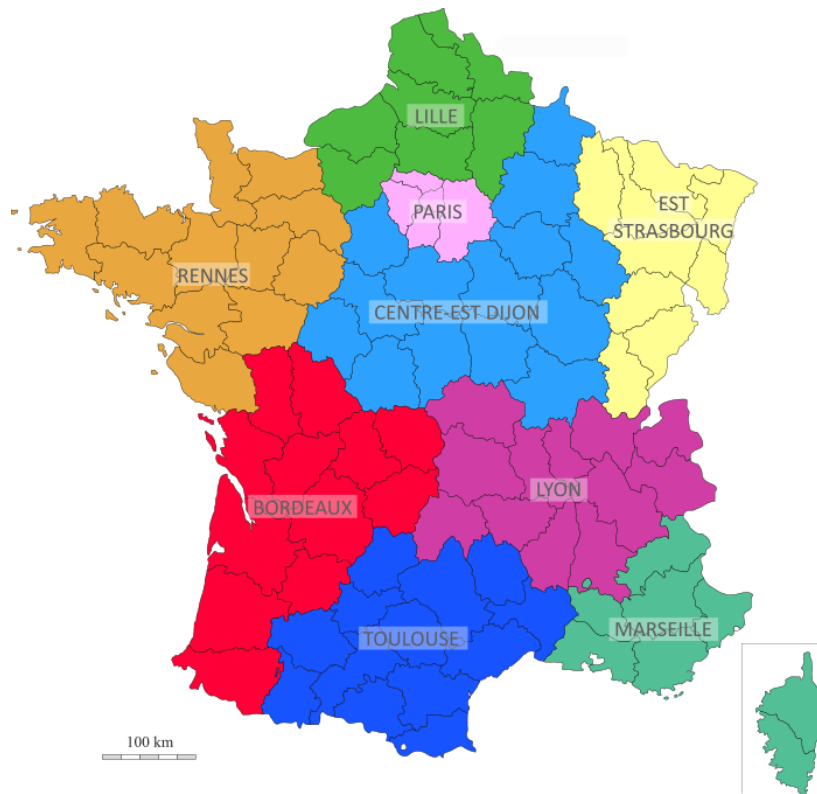 LILLE
PARIS
EST
STRASBOURG
RENNES
CENTRE-EST DIJON
LYON
BORDEAUX
MARSEILLE
TOULOUSE
100 km